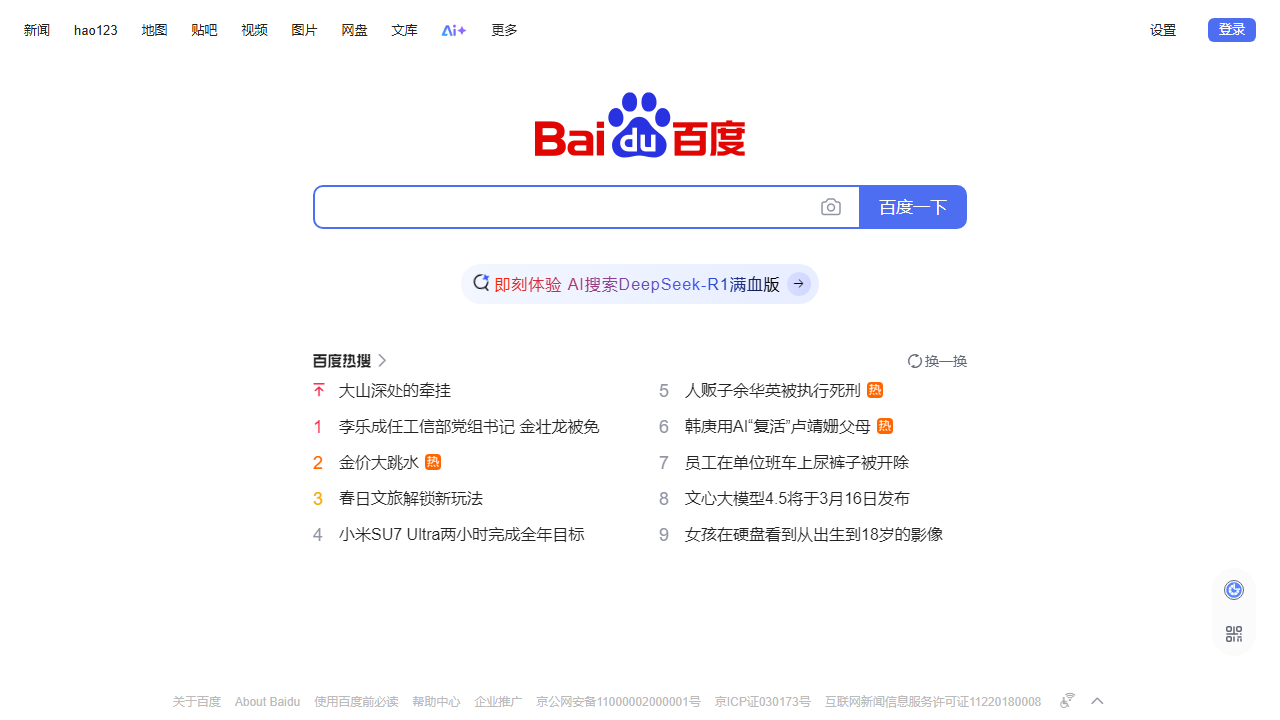 新闻 hao123 地图 贴吧 视频 图片 网盘 文库 Ai+ 更多 设置 登录
Bai du 百度
百度一下
即刻体验 AI搜索DeepSeek-R1满血版
百度热搜 换一换
大山深处的牵挂
1 李乐成任工信部党组书记 金壮龙被免
2 金价大跳水 热
3 春日文旅解锁新玩法
4 小米SU7 Ultra两小时完成全年目标
5 人贩子余华英被执行死刑 热
6 韩庚用AI“复活”卢靖姗父母 热
7 员工在单位班车上尿裤子被开除
8 文心大模型4.5将于3月16日发布
9 女孩在硬盘看到从出生到18岁的影像
关于百度 About Baidu 使用百度前必读 帮助中心 企业推广 京公网安备11000002000001号 京ICP证030173号 互联网新闻信息服务许可证11220180008